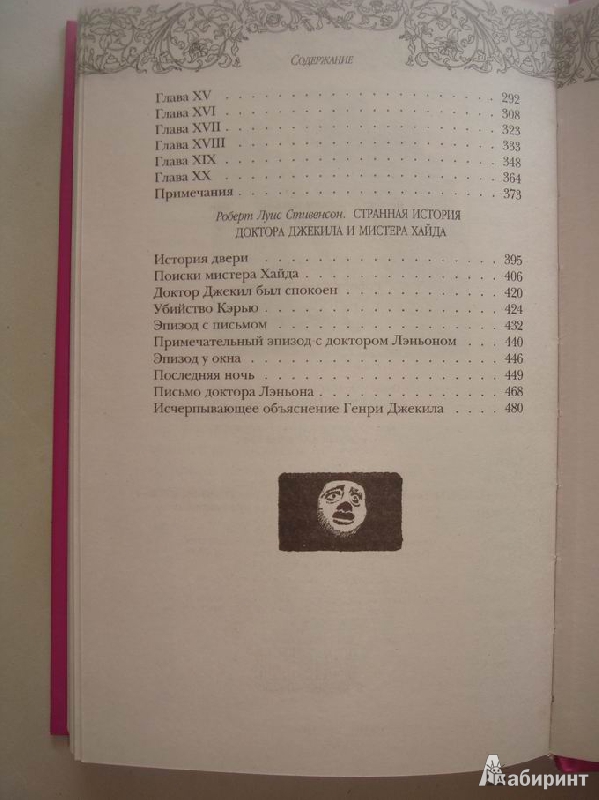 Содержание
Глава XV . . . . . . . . . . . . . . . . . . . . 292
Глава XVI . . . . . . . . . . . . . . . . . . . . 308
Глава XVII . . . . . . . . . . . . . . . . . . . . 323
Глава XVIII . . . . . . . . . . . . . . . . . . . . 333
Глава XIX . . . . . . . . . . . . . . . . . . . . 348
Глава XX . . . . . . . . . . . . . . . . . . . . 364
Примечания . . . . . . . . . . . . . . . . . . . . 373
Роберт Луис Стивенсон. СТРАННАЯ ИСТОРИЯ
ДОКТОРА ДЖЕКИЛА И МИСТЕРА ХАЙДА
История двери . . . . . . . . . . . . . . . . . . 395
Поиски мистера Хайда . . . . . . . . . . . . . . 406
Доктор Джекил был спокоен . . . . . . . . . . . 420
Убийство Кэрью . . . . . . . . . . . . . . . . . 424
Эпизод с письмом . . . . . . . . . . . . . . . . 432
Примечательный эпизод с доктором Лэньоном . . . . 440
Эпизод у окна . . . . . . . . . . . . . . . . . . 446
Последняя ночь . . . . . . . . . . . . . . . . . 449
Письмо доктора Лэньона . . . . . . . . . . . . . 468
Исчерпывающее объяснение Генри Джекила . . . . 480
Лабиринт